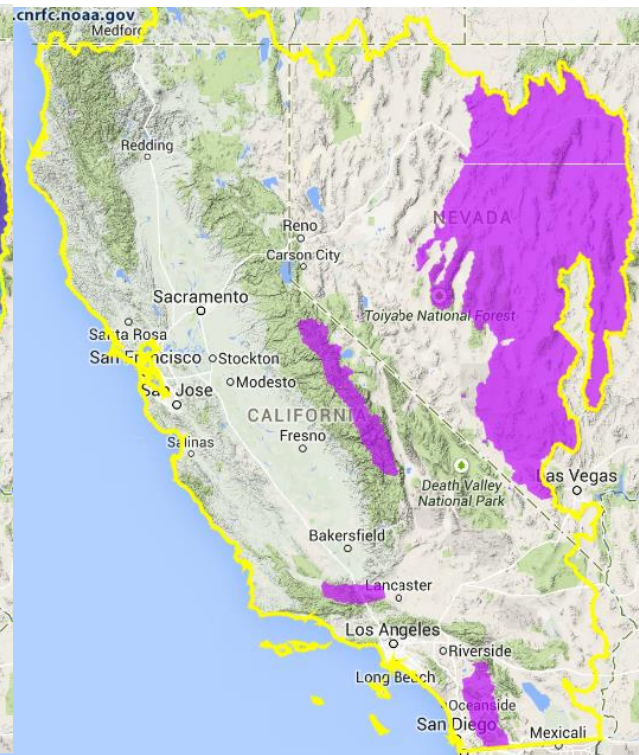 .cnrfc.noaa.gov
Medford
Redding
Reno
NEVADA
Carson City
Sacramento
Toiyabe National Forest
Santa Rosa
San Francisco
Stockton
San Jose
Modesto
CALIFORNIA
Salinas
Fresno
Death Valley
National Park
Las Vegas
Bakersfield
Lancaster
Los Angeles
Riverside
Long Beach
Oceanside
San Diego
Mexicali